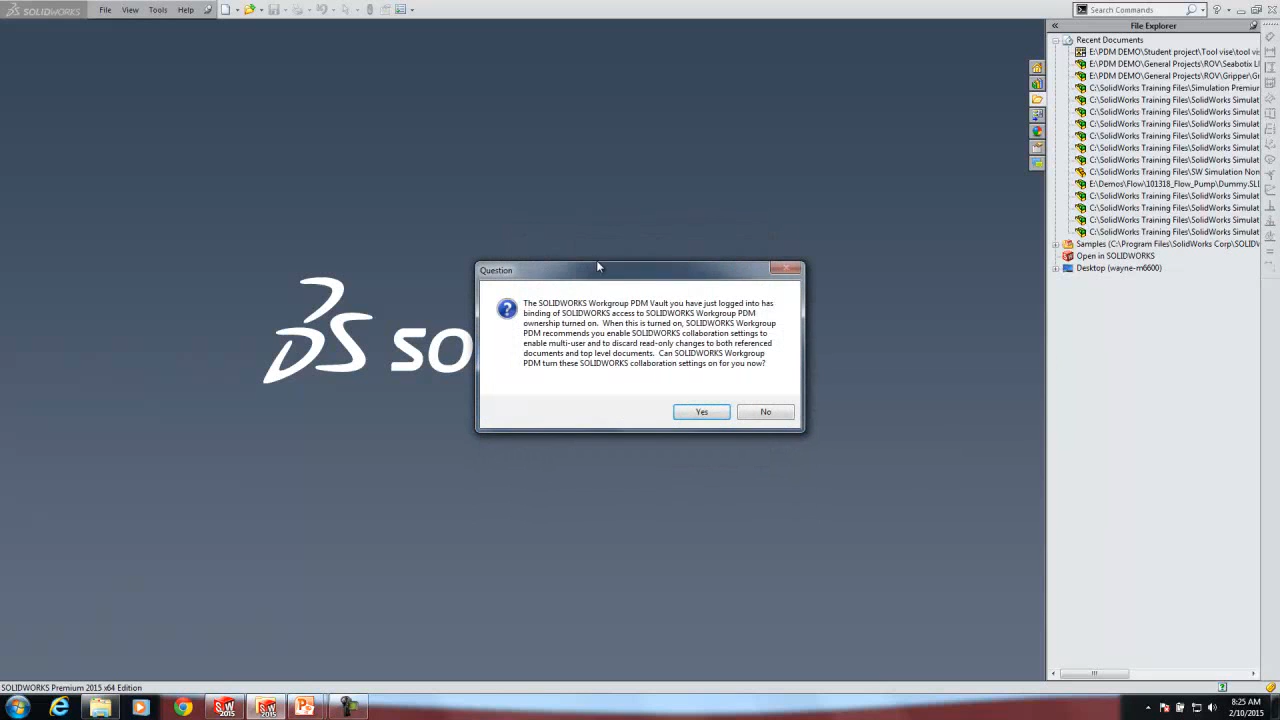 SOLIDWORKS
File View Tools Help
Search Commands
File Explorer
Recent Documents
E:\PDM DEMO\Student project\Tool vise\tool vis
E:\PDM DEMO\General Projects\ROV\Seabotix LI
E:\PDM DEMO\General Projects\ROV\Gripper\Gr
C:\SolidWorks Training Files\Simulation Premium
C:\SolidWorks Training Files\SolidWorks Simulat
C:\SolidWorks Training Files\SolidWorks Simulat
C:\SolidWorks Training Files\SolidWorks Simulat
C:\SolidWorks Training Files\SolidWorks Simulat
C:\SolidWorks Training Files\SolidWorks Simulat
C:\SolidWorks Training Files\SolidWorks Simulat
C:\SolidWorks Training Files\SW Simulation Non
E:\Demos\Flow\101318_Flow_Pump\Dummy.SLI
C:\SolidWorks Training Files\SolidWorks Simulat
C:\SolidWorks Training Files\SolidWorks Simulat
C:\SolidWorks Training Files\SolidWorks Simulat
C:\SolidWorks Training Files\SolidWorks Simulat
Samples (C:\Program Files\SolidWorks Corp\SOLID
Open in SOLIDWORKS
Desktop (wayne-m6600)
so
Question
The SOLIDWORKS Workgroup PDM Vault you have just logged into has
binding of SOLIDWORKS access to SOLIDWORKS Workgroup PDM
ownership turned on. When this is turned on, SOLIDWORKS Workgroup
PDM recommends you enable SOLIDWORKS collaboration settings to
enable multi-user and to discard read-only changes to both referenced
documents and top level documents. Can SOLIDWORKS Workgroup
PDM turn these SOLIDWORKS collaboration settings on for you now?
Yes No
SOLIDWORKS Premium 2015 x64 Edition
8:25 AM
2/10/2015